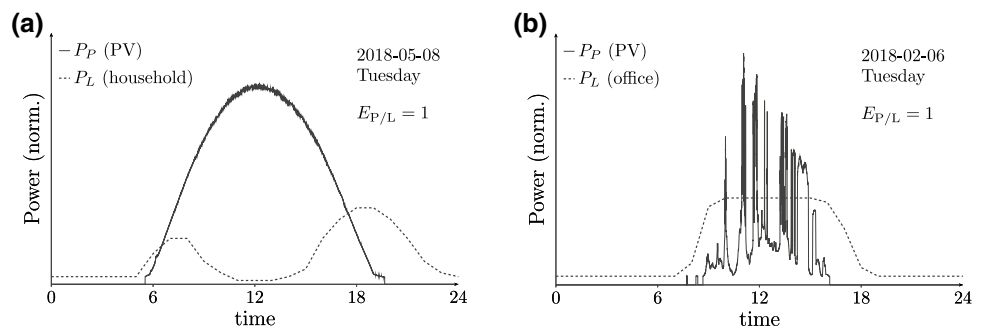 (a)
– P_P (PV)
P_L (household)
2018-05-08
Tuesday
E_P/L = 1
Power (norm.)
0 6 12 18 24
time
(b)
– P_P (PV)
P_L (office)
2018-02-06
Tuesday
E_P/L = 1
Power (norm.)
0 6 12 18 24
time